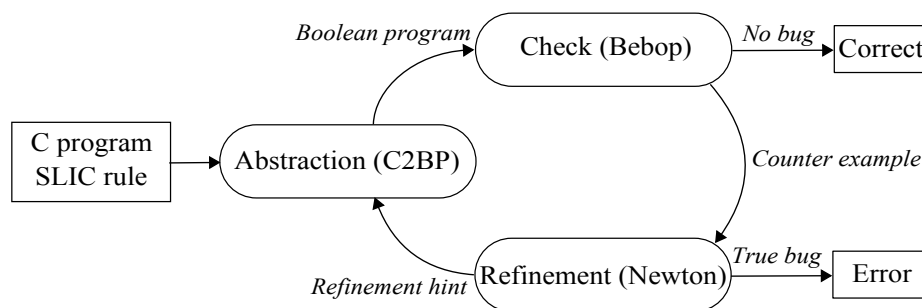 Boolean program
Check (Bebop)
No bug
Correct
C program
SLIC rule
Abstraction (C2BP)
Counter example
Refinement hint
Refinement (Newton)
True bug
Error